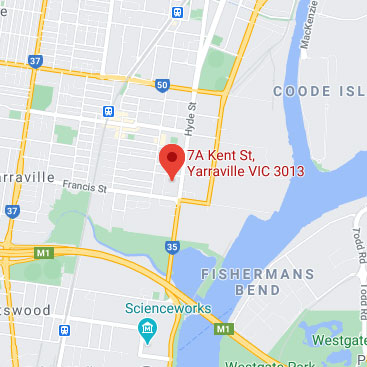 MacKenzie
37
50
COODE ISL
Hyde St
7A Kent St,
Yarraville VIC 3013
arraville
Francis St
37
35
M1
FISHERMANS
BEND
Todd Rd
Todd Rd
Scienceworks
tswood
M1
Westgate
P
Westgate Park